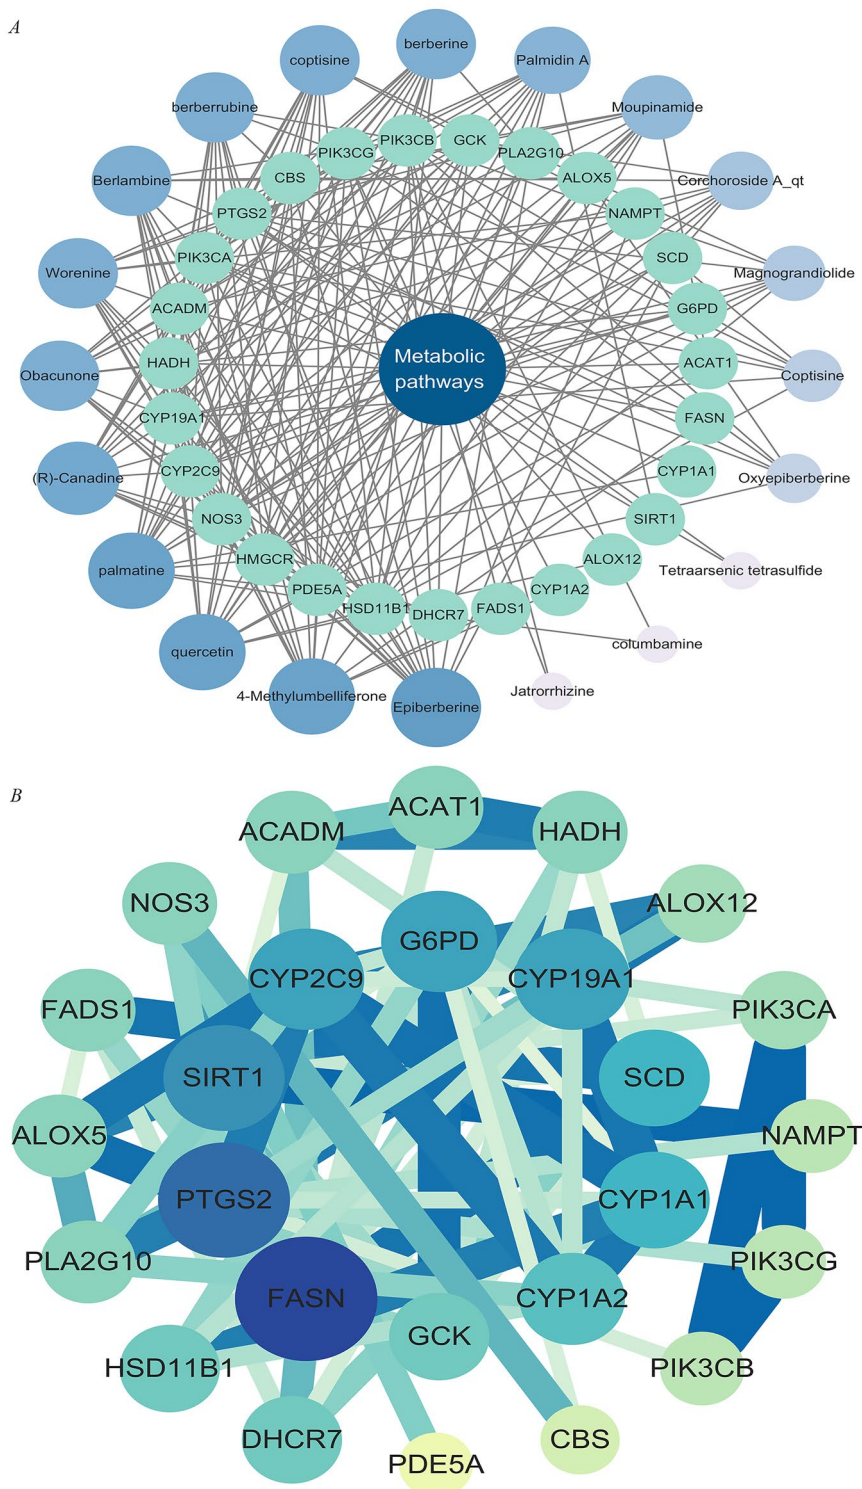 A
berberine
coptisine
Palmidin A
berberrubine
Moupinamide
PIK3CB
GCK
PIK3CG
PLA2G10
CBS
ALOX5
Berlambine
Corchoroside A_qt
PTGS2
NAMPT
PIK3CA
SCD
Worenine
Magnograndiolide
ACADM
G6PD
Metabolic
pathways
HADH
ACAT1
Obacunone
Coptisine
CYP19A1
FASN
CYP2C9
CYP1A1
(R)-Canadine
Oxyepiberberine
NOS3
SIRT1
HMGCR
ALOX12
palmatine
Tetraarsenic tetrasulfide
PDE5A
CYP1A2
HSD11B1
DHCR7
FADS1
quercetin
columbamine
4-Methylumbelliferone
Epiberberine
Jatrorrhizine
B
ACAT1
ACADM
HADH
NOS3
ALOX12
G6PD
CYP2C9
CYP19A1
FADS1
PIK3CA
SIRT1
SCD
ALOX5
NAMPT
PTGS2
CYP1A1
PLA2G10
PIK3CG
FASN
CYP1A2
GCK
HSD11B1
PIK3CB
DHCR7
CBS
PDE5A